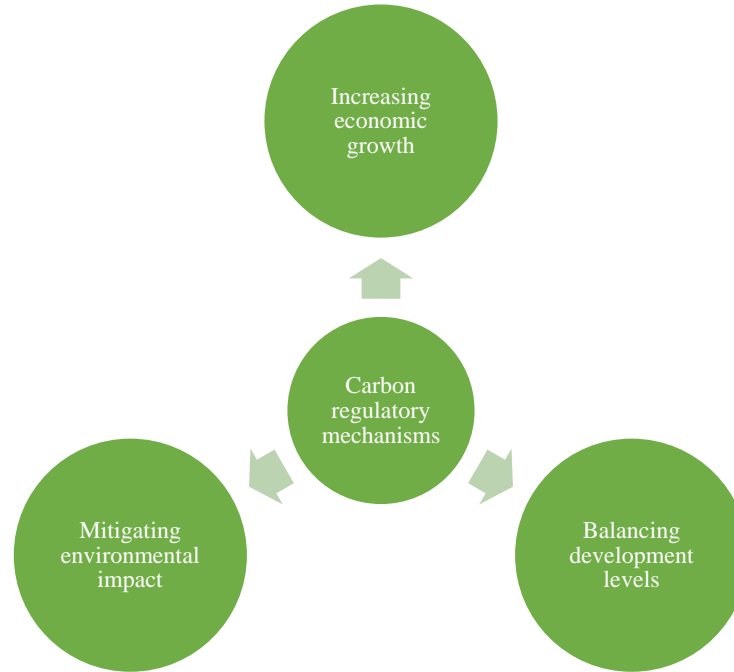 Increasing
economic
growth
Carbon
regulatory
mechanisms
Mitigating
environmental
impact
Balancing
development
levels